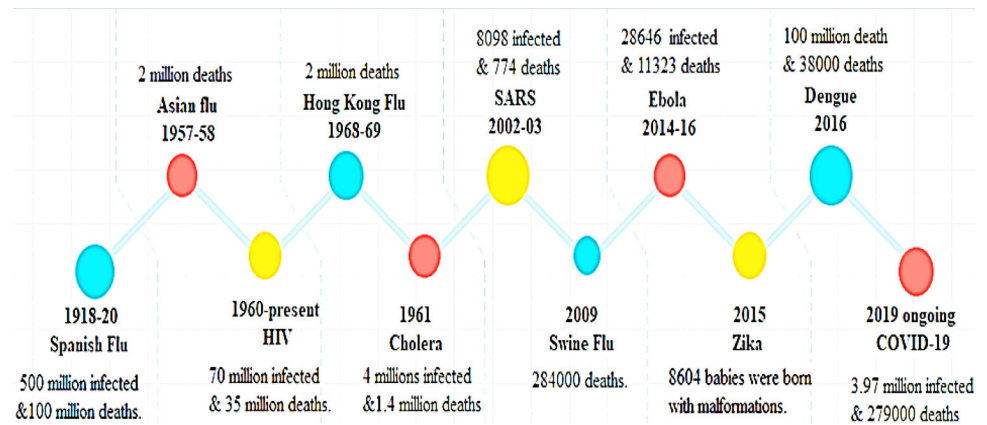 2 million deaths
Asian flu
1957-58
2 million deaths
Hong Kong Flu
1968-69
8098 infected
& 774 deaths
SARS
2002-03
28646 infected
& 11323 deaths
Ebola
2014-16
100 million death
& 38000 deaths
Dengue
2016
1918-20
Spanish Flu
500 million infected
&100 million deaths.
1960-present
HIV
70 million infected
& 35 million deaths.
1961
Cholera
4 millions infected
&1.4 million deaths
2009
Swine Flu
284000 deaths.
2015
Zika
8604 babies were born
with malformations.
2019 ongoing
COVID-19
3.97 million infected
& 279000 deaths